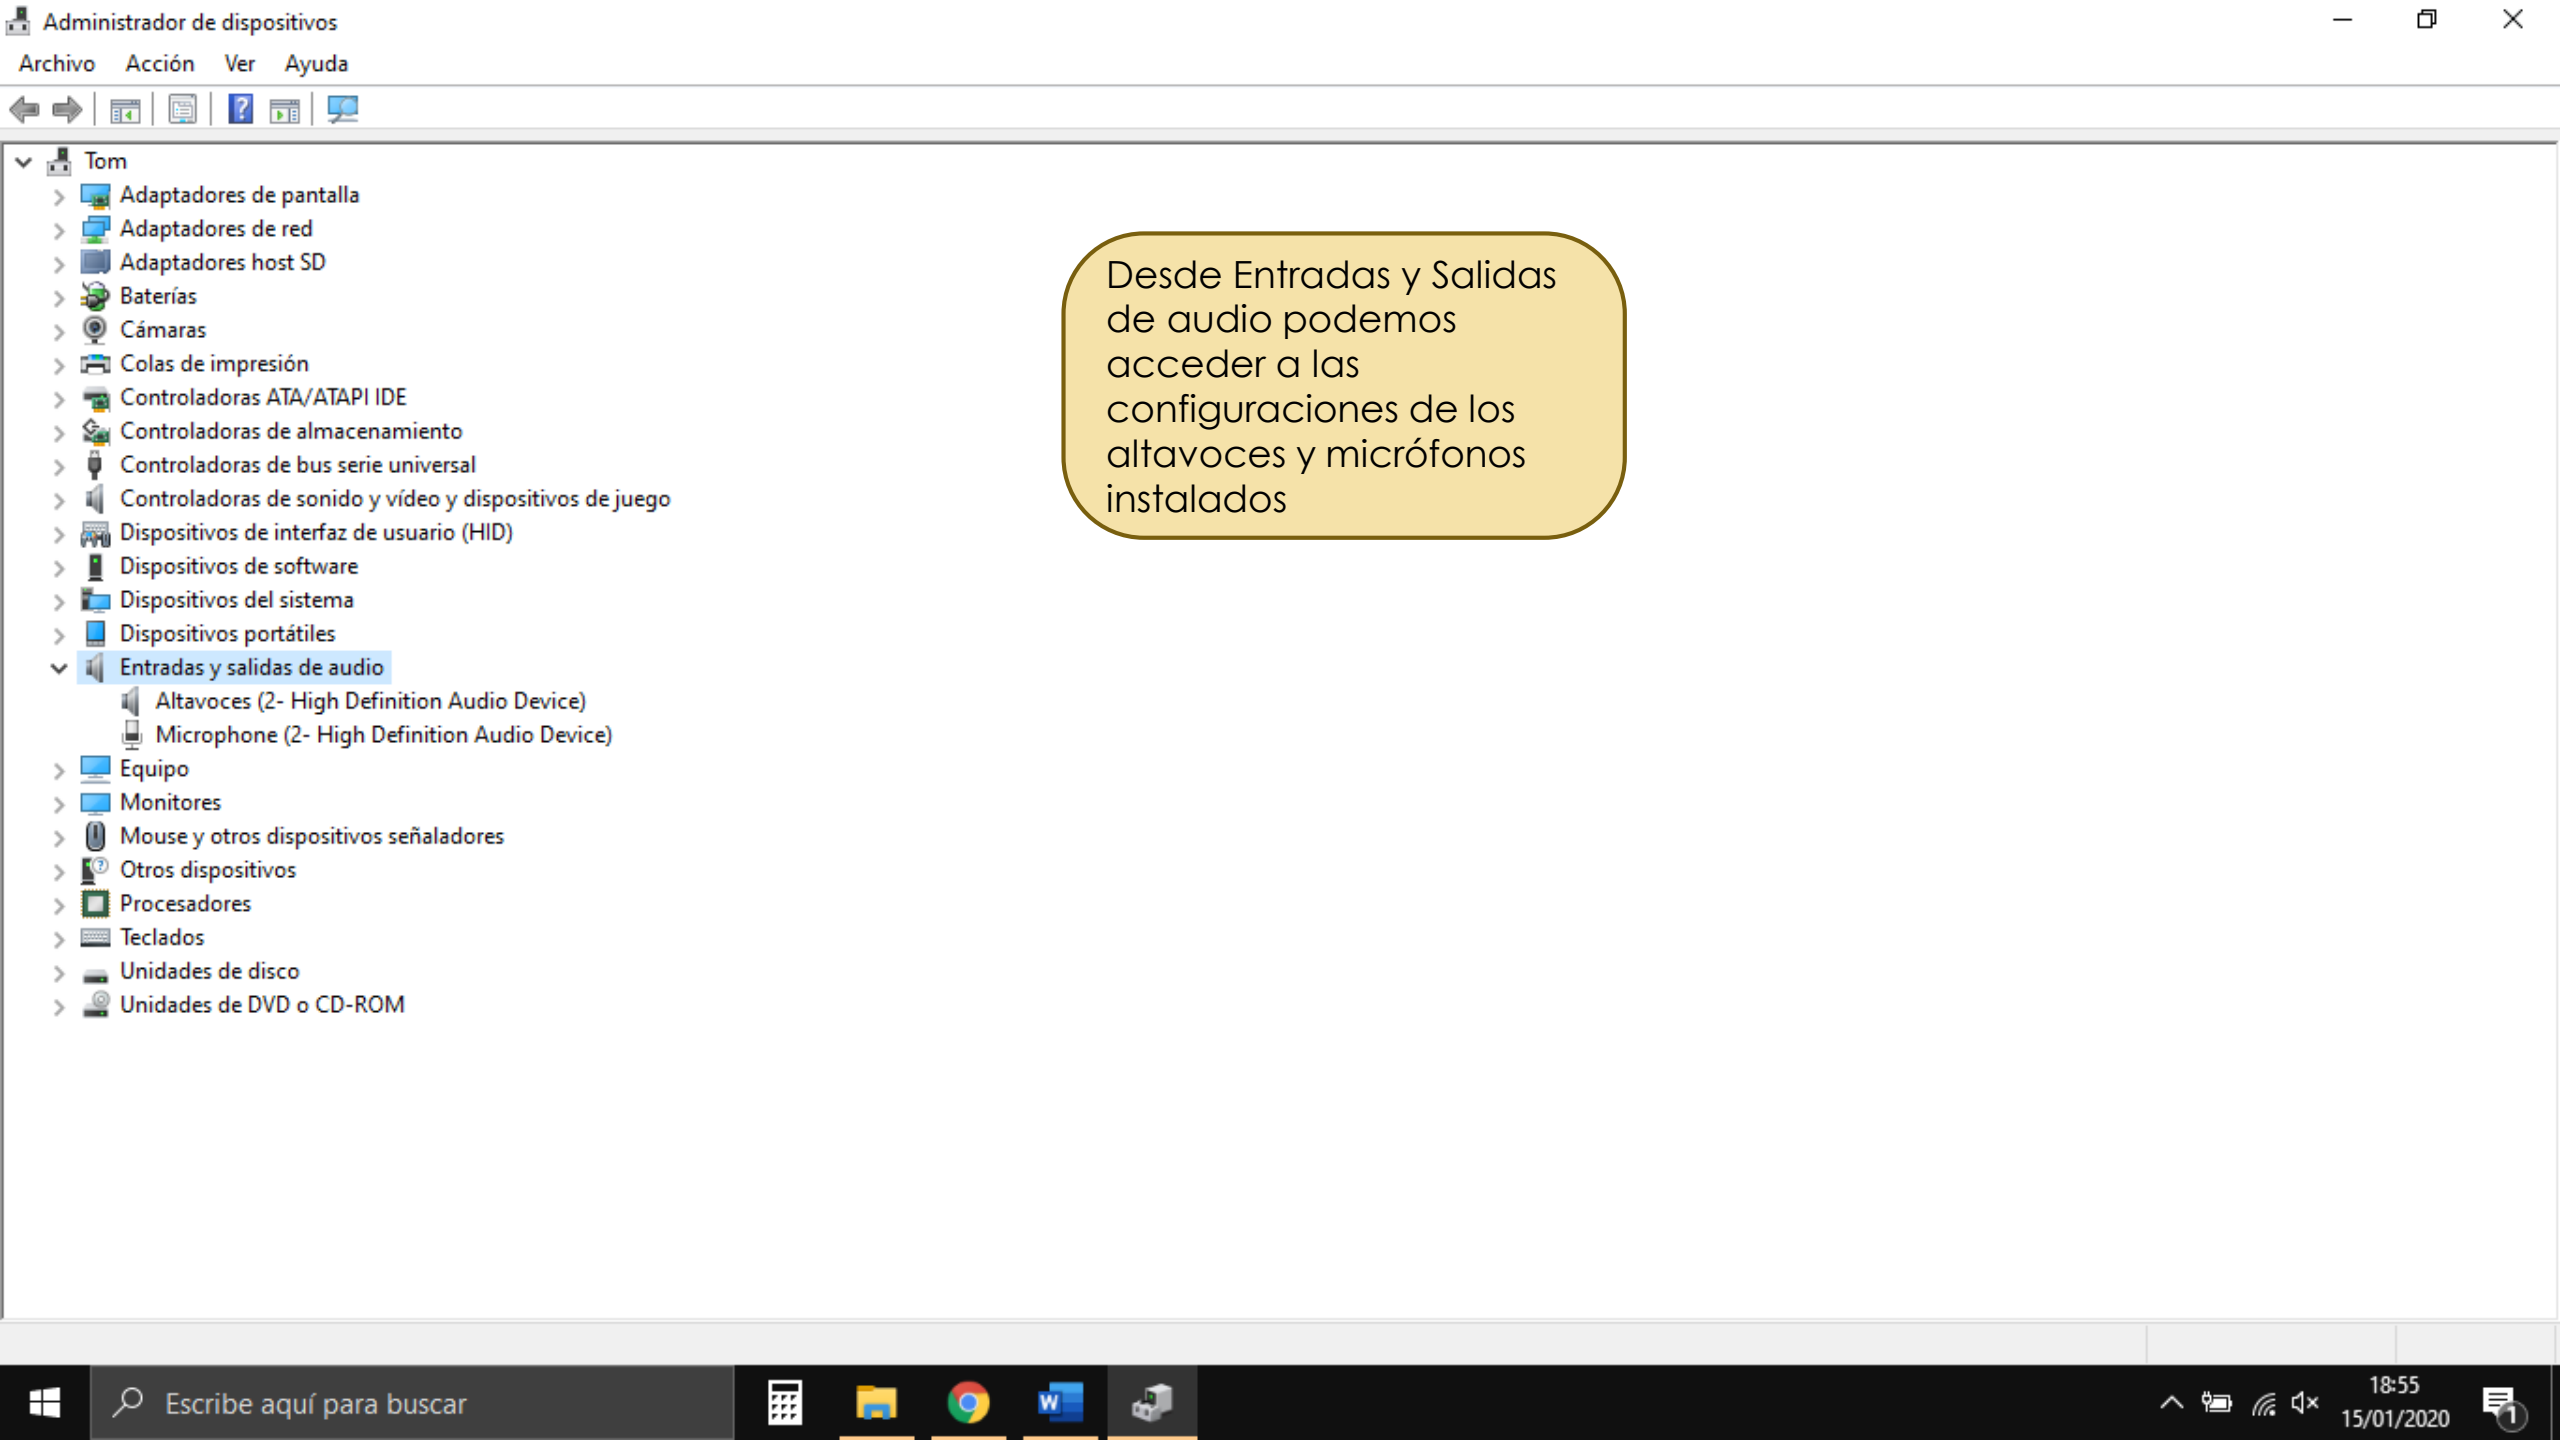 Administrador de dispositivos
Archivo Acción Ver Ayuda
Tom
Adaptadores de pantalla
Adaptadores de red
Adaptadores host SD
Baterías
Cámaras
Colas de impresión
Controladoras ATA/ATAPI IDE
Controladoras de almacenamiento
Controladoras de bus serie universal
Controladoras de sonido y vídeo y dispositivos de juego
Dispositivos de interfaz de usuario (HID)
Dispositivos de software
Dispositivos del sistema
Dispositivos portátiles
Entradas y salidas de audio
Altavoces (2- High Definition Audio Device)
Microphone (2- High Definition Audio Device)
Equipo
Monitores
Mouse y otros dispositivos señaladores
Otros dispositivos
Procesadores
Teclados
Unidades de disco
Unidades de DVD o CD-ROM
Desde Entradas y Salidas
de audio podemos
acceder a las
configuraciones de los
altavoces y micrófonos
instalados
Escribe aquí para buscar
18:55
15/01/2020
1